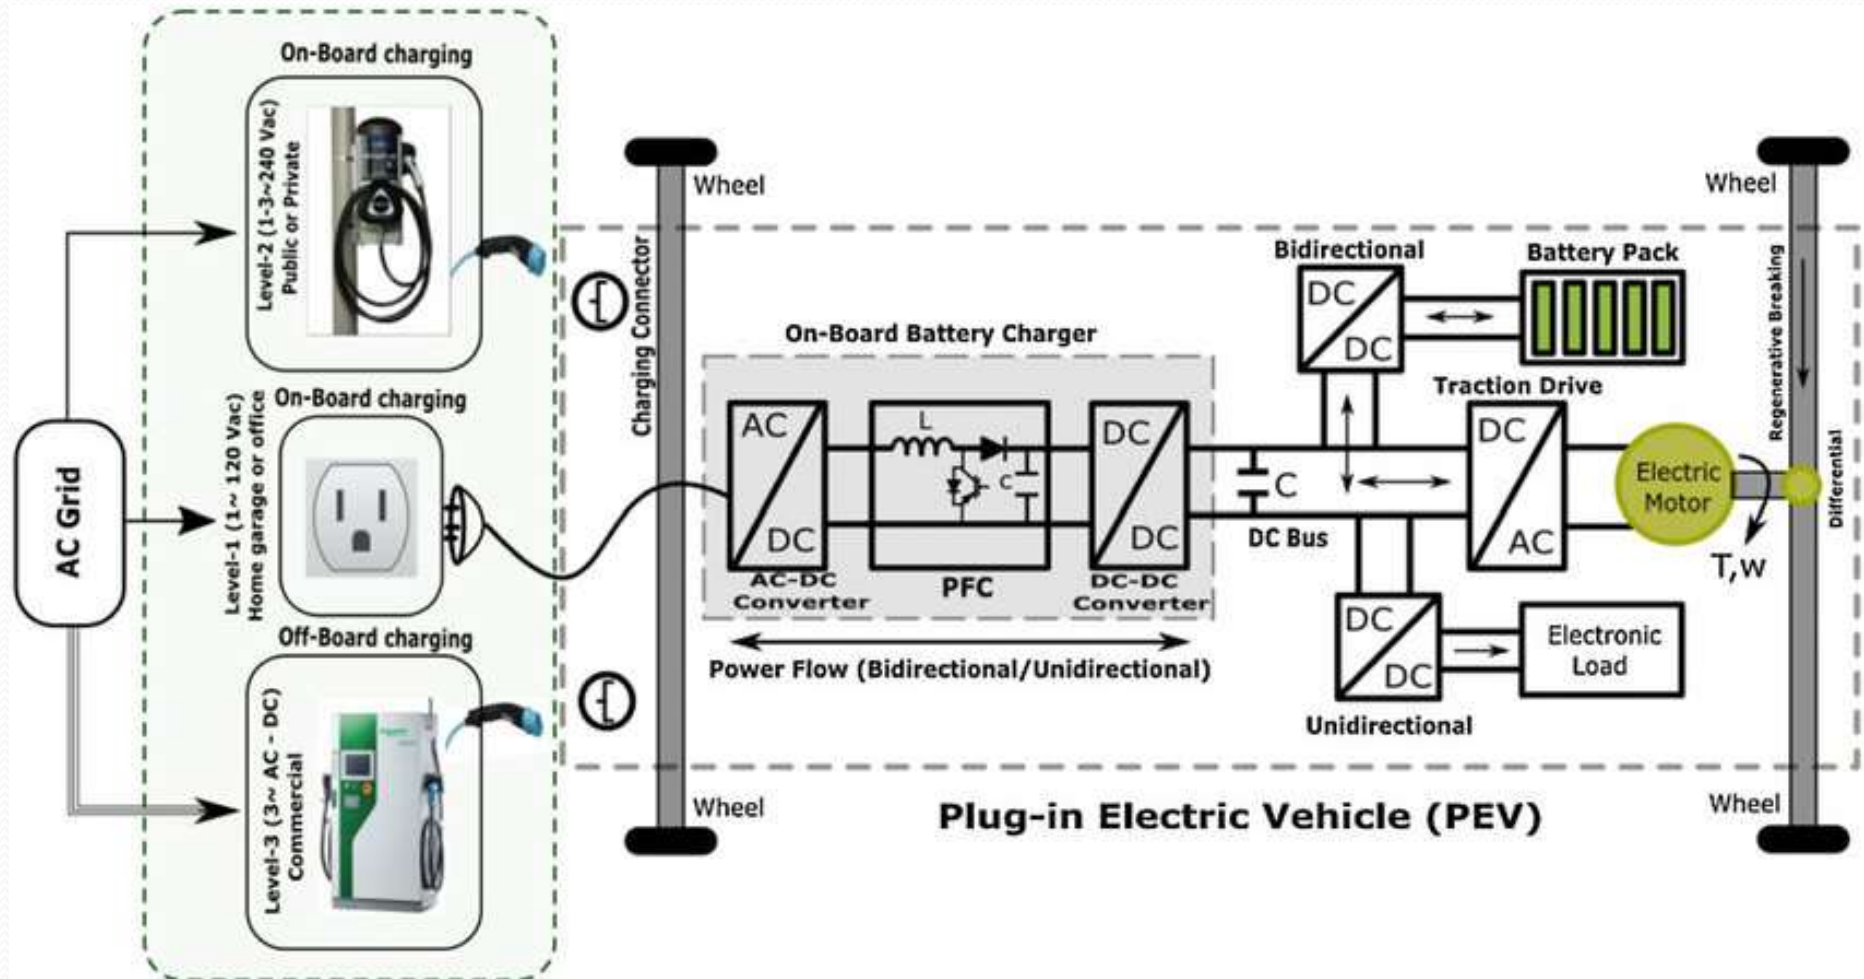 On-Board charging
Level-2 (1-3~240 Vac)
Public or Private
On-Board charging
Level-1 (1~ 120 Vac)
Home garage or office
AC Grid
Off-Board charging
Level-3 (3~ AC - DC)
Commercial
Charging Connector
Wheel
Wheel
On-Board Battery Charger
AC
DC
AC-DC
Converter
L
C
PFC
DC
DC
DC-DC
Converter
Power Flow (Bidirectional/Unidirectional)
C
DC Bus
Bidirectional
DC
DC
Battery Pack
Traction Drive
DC
AC
Electric
Motor
T,w
DC
DC
Unidirectional
Electronic
Load
Wheel
Regenerative Breaking
Differential
Wheel
Plug-in Electric Vehicle (PEV)